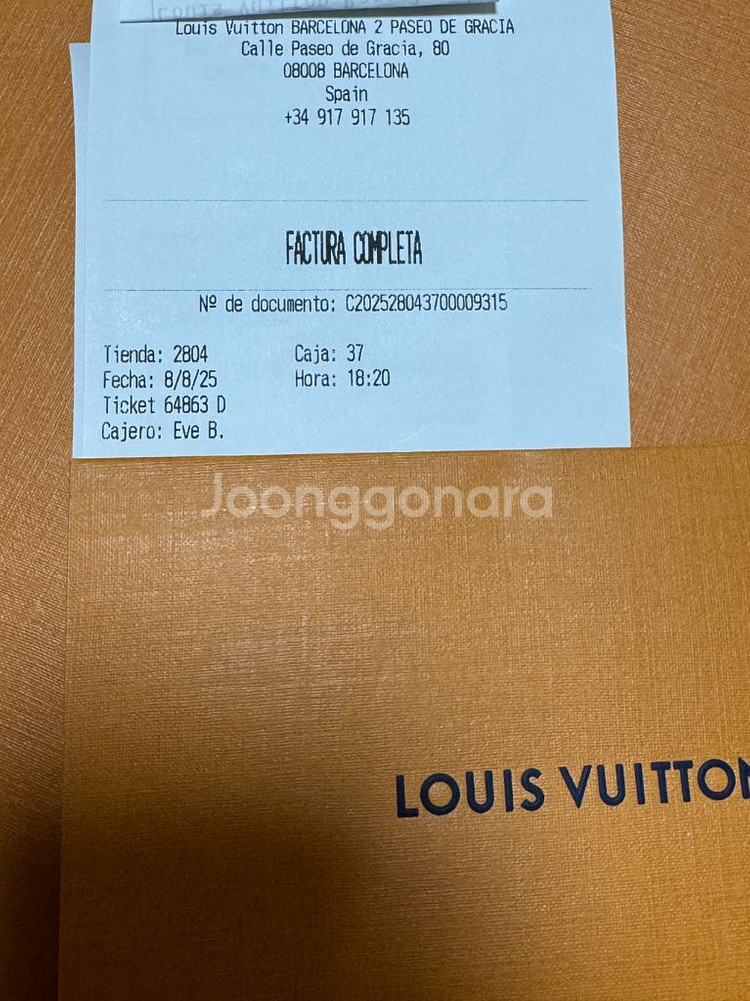 Louis Vuitton BARCELONA 2 PASEO DE GRACIA
Calle Paseo de Gracia, 80
08008 BARCELONA
Spain
+34 917 917 135
FACTURA COMPLETA
Nº de documento: C202528043700009315
Tienda: 2804 Caja: 37
Fecha: 8/8/25 Hora: 18:20
Ticket 64863 D
Cajero: Eve B.
Joonggonara
LOUIS VUITTON